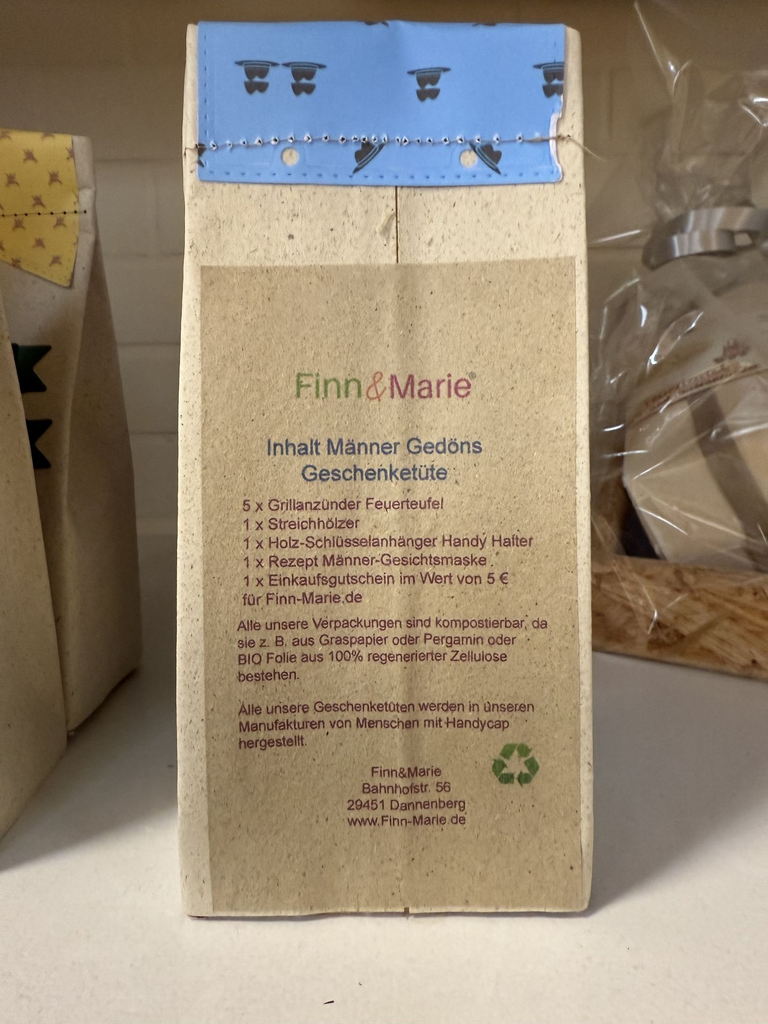 Finn&Marie®
Inhalt Männer Gedöns
Geschenketüte
5 x Grillanzünder Feuerteufel
1 x Streichhölzer
1 x Holz-Schlüsselanhänger Handy Halter
1 x Rezept Männer-Gesichtsmaske
1 x Einkaufsgutschein im Wert von 5 €
für Finn-Marie.de
Alle unsere Verpackungen sind kompostierbar, da
sie z. B. aus Graspapier oder Pergamin oder
BIO Folie aus 100% regenerierter Zellulose
bestehen.
Alle unsere Geschenketüten werden in unseren
Manufakturen von Menschen mit Handycap
hergestellt.
Finn&Marie
Bahnhofstr. 56
29451 Dannenberg
www.Finn-Marie.de